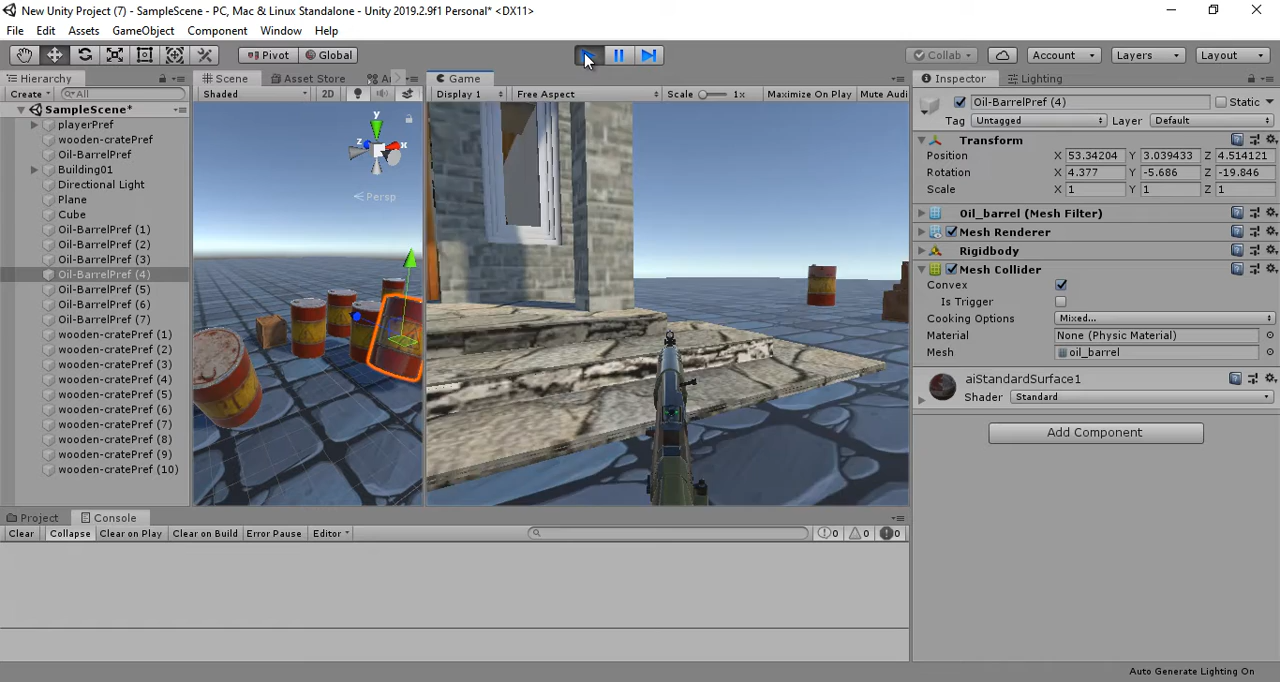 New Unity Project (7) - SampleScene - PC, Mac & Linux Standalone - Unity 2019.2.9f1 Personal* <DX11>
File Edit Assets GameObject Component Window Help
Pivot Global Collab Account Layers Layout
Hierarchy
Create All
SampleScene*
playerPref
wooden-cratePref
Oil-BarrelPref
Building01
Directional Light
Plane
Cube
Oil-BarrelPref (1)
Oil-BarrelPref (2)
Oil-BarrelPref (3)
Oil-BarrelPref (4)
Oil-BarrelPref (5)
Oil-BarrelPref (6)
Oil-BarrelPref (7)
wooden-cratePref (1)
wooden-cratePref (2)
wooden-cratePref (3)
wooden-cratePref (4)
wooden-cratePref (5)
wooden-cratePref (6)
wooden-cratePref (7)
wooden-cratePref (8)
wooden-cratePref (9)
wooden-cratePref (10)
Scene Asset Store
Shaded 2D
y
z x
Persp
Game
Display 1 Free Aspect Scale 1x Maximize On Play Mute Audi
Inspector Lighting
Oil-BarrelPref (4) Static
Tag Untagged Layer Default
Transform
Position X 53.34204 Y 3.039433 Z 4.514121
Rotation X 4.377 Y -5.686 Z -19.846
Scale X 1 Y 1 Z 1
Oil_barrel (Mesh Filter)
Mesh Renderer
Rigidbody
Mesh Collider
Convex
Is Trigger
Cooking Options Mixed...
Material None (Physic Material)
Mesh oil_barrel
aiStandardSurface1
Shader Standard
Add Component
Project Console
Clear Collapse Clear on Play Clear on Build Error Pause Editor
0 0 0
Auto Generate Lighting On